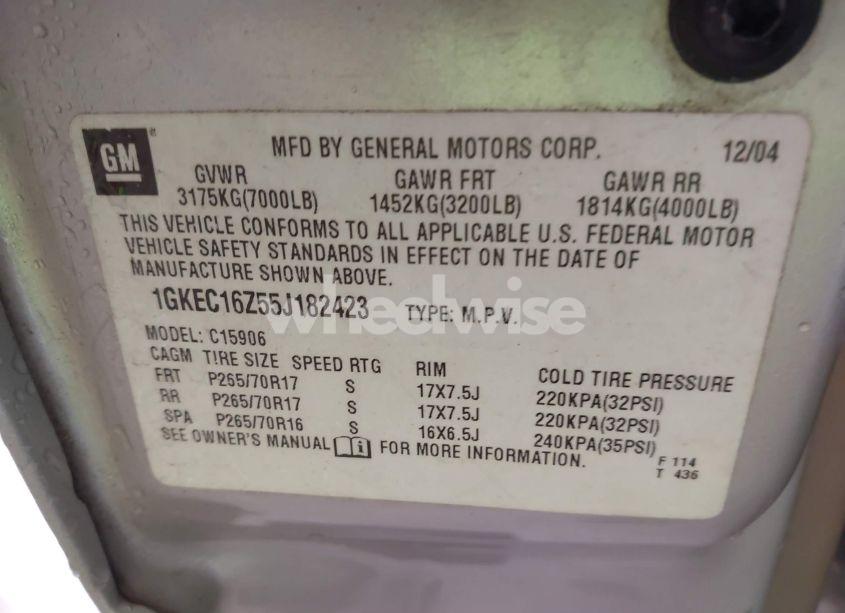 GM
MFD BY GENERAL MOTORS CORP. 12/04
GVWR GAWR FRT GAWR RR
3175KG(7000LB) 1452KG(3200LB) 1814KG(4000LB)
THIS VEHICLE CONFORMS TO ALL APPLICABLE U.S. FEDERAL MOTOR
VEHICLE SAFETY STANDARDS IN EFFECT ON THE DATE OF
MANUFACTURE SHOWN ABOVE.
1GKEC16Z55J182423 TYPE: M.P.V.
wheelwise
MODEL: C15906
CAGM TIRE SIZE SPEED RTG RIM COLD TIRE PRESSURE
FRT P265/70R17 S 17X7.5J 220KPA(32PSI)
RR P265/70R17 S 17X7.5J 220KPA(32PSI)
SPA P265/70R16 S 16X6.5J 240KPA(35PSI)
SEE OWNER'S MANUAL FOR MORE INFORMATION.
F 114
T 436